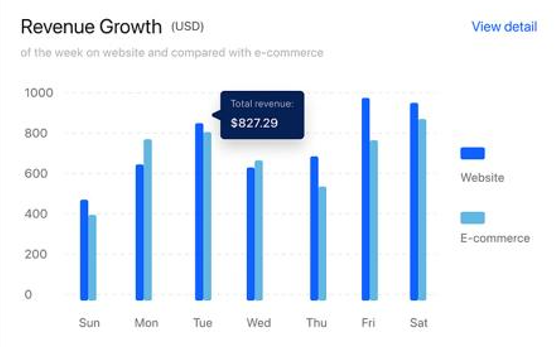 Revenue Growth (USD)
View detail
of the week on website and compared with e-commerce
1000
800
600
400
200
0
Total revenue:
$827.29
Sun Mon Tue Wed Thu Fri Sat
Website
E-commerce